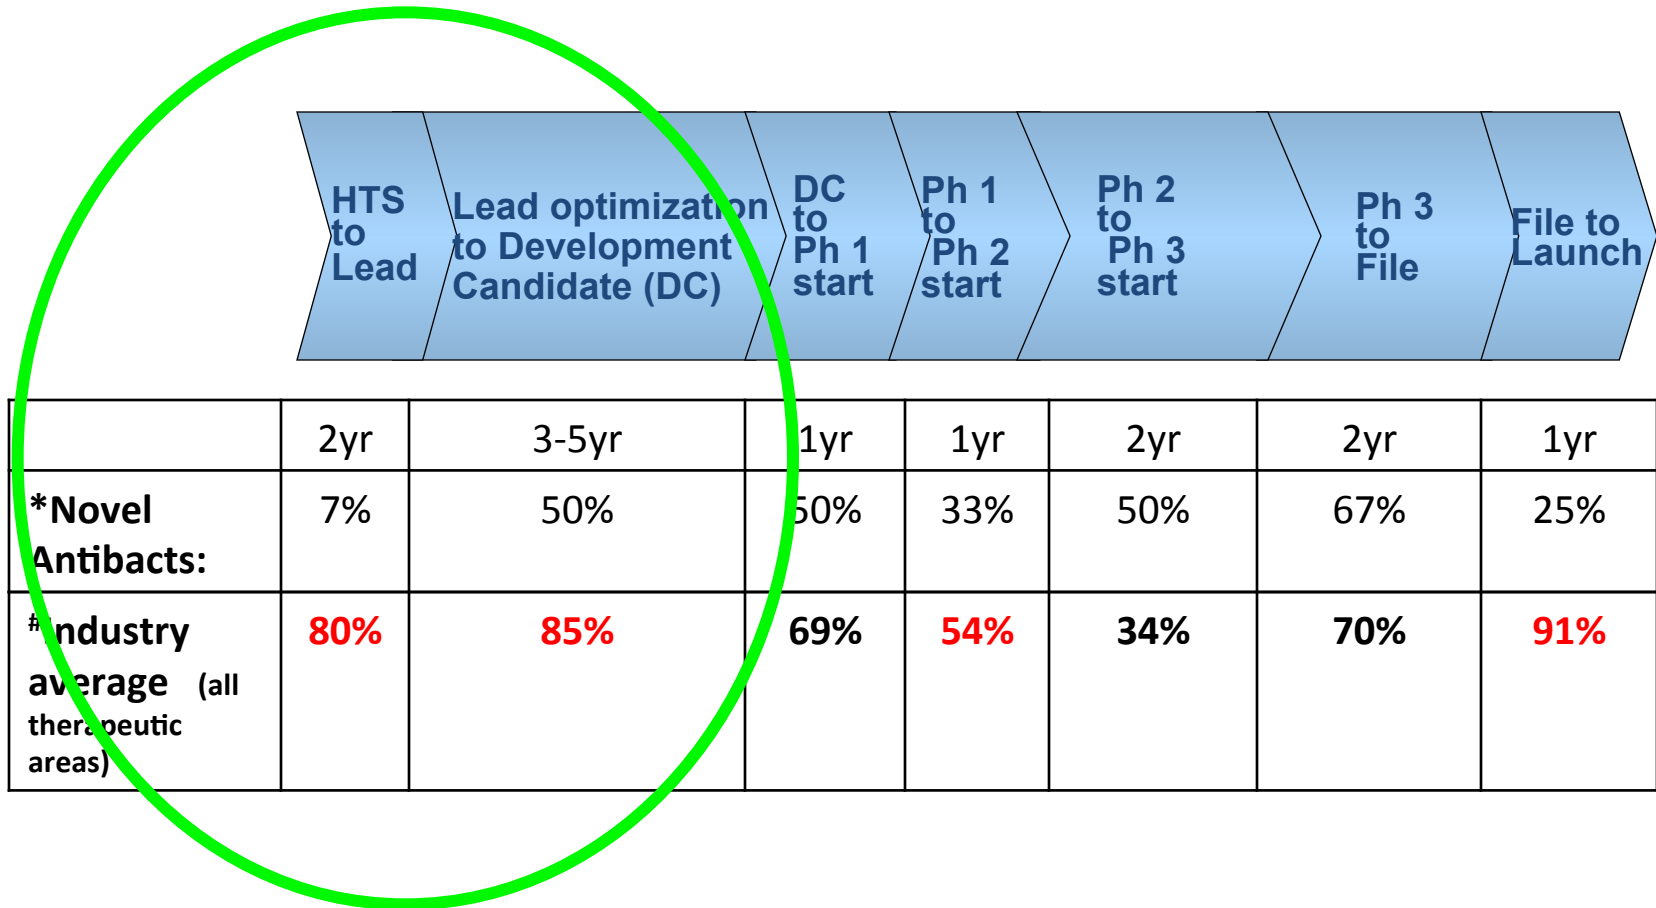 HTS
to
Lead
Lead optimization
to Development
Candidate (DC)
DC
to
Ph 1
start
Ph 1
to
Ph 2
start
Ph 2
to
Ph 3
start
Ph 3
to
File
File to
Launch
2yr 3-5yr 1yr 1yr 2yr 2yr 1yr
*Novel 7% 50% 50% 33% 50% 67% 25%
Antibacts:
#Industry 80% 85% 69% 54% 34% 70% 91%
average (all
therapeutic
areas)